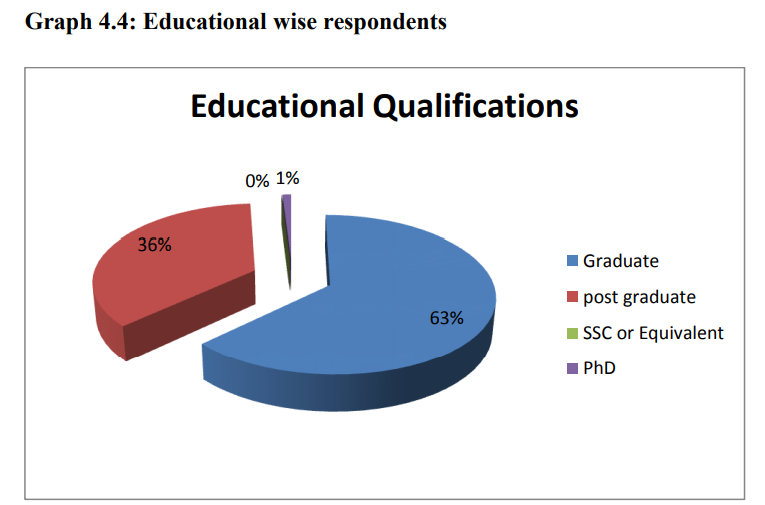 Graph 4.4: Educational wise respondents
Educational Qualifications
0% 1%
36%
63%
Graduate
post graduate
SSC or Equivalent
PhD